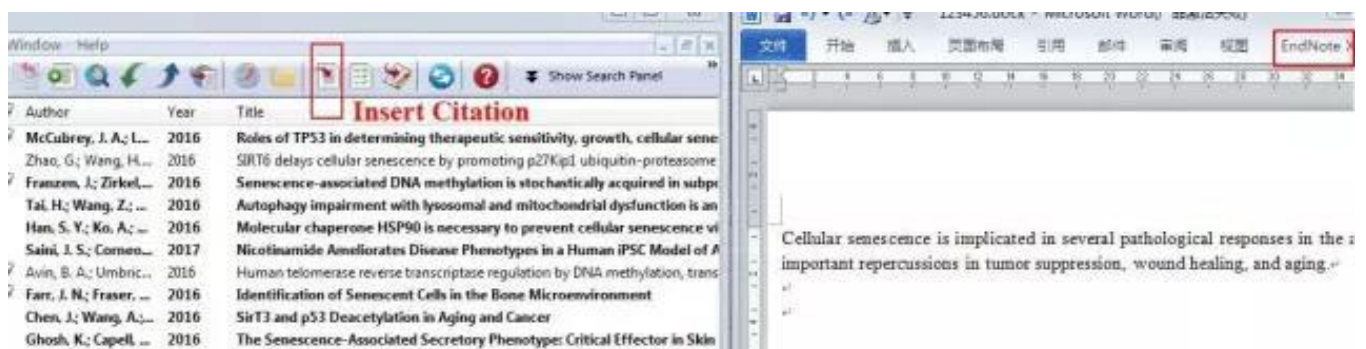 Window Help
Show Search Panel
Author Year Title Insert Citation
McCubrey, J. A.; L... 2016 Roles of TP53 in determining therapeutic sensitivity, growth, cellular sene
Zhao, G.; Wang, H.... 2016 SIRT6 delays cellular senescence by promoting p27Kip1 ubiquitin-proteasome
Franzen, J.; Zirkel,... 2016 Senescence-associated DNA methylation is stochastically acquired in subp
Tai, H.; Wang, Z.; ... 2016 Autophagy impairment with lysosomal and mitochondrial dysfunction is an
Han, S. Y.; Ko, A.; ... 2016 Molecular chaperone HSP90 is necessary to prevent cellular senescence vi
Saini, J. S.; Corneo... 2017 Nicotinamide Ameliorates Disease Phenotypes in a Human iPSC Model of A
Avin, B. A.; Umbric... 2016 Human telomerase reverse transcriptase regulation by DNA methylation, trans
Farr, J. N.; Fraser, ... 2016 Identification of Senescent Cells in the Bone Microenvironment
Chen, J.; Wang, A.;... 2016 SirT3 and p53 Deacetylation in Aging and Cancer
Ghosh, K.; Capell, ... 2016 The Senescence-Associated Secretory Phenotype: Critical Effector in Skin
123456.docx - Microsoft Word
文件 开始 插入 页面布局 引用 邮件 审阅 视图 EndNote X
Cellular senescence is implicated in several pathological responses in the
important repercussions in tumor suppression, wound healing, and aging.